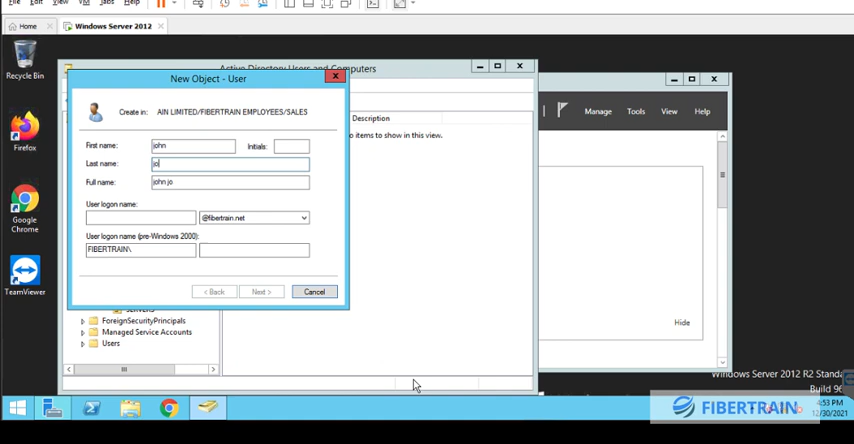 File Edit View VM Tabs Help
Home Windows Server 2012
Recycle Bin
Firefox
Google
Chrome
TeamViewer
Active Directory Users and Computers
New Object - User
Create in: AIN LIMITED/FIBERTRAIN EMPLOYEES/SALES
First name: john Initials:
Last name: jo
Full name: john jo
User logon name:
@fibertrain.net
User logon name (pre-Windows 2000):
FIBERTRAIN\
< Back Next > Cancel
Description
o items to show in this view.
SERVERS
ForeignSecurityPrincipals
Managed Service Accounts
Users
Manage Tools View Help
Hide
Windows Server 2012 R2 Standa
Build 96
4:53 PM
12/30/2021
FIBERTRAIN